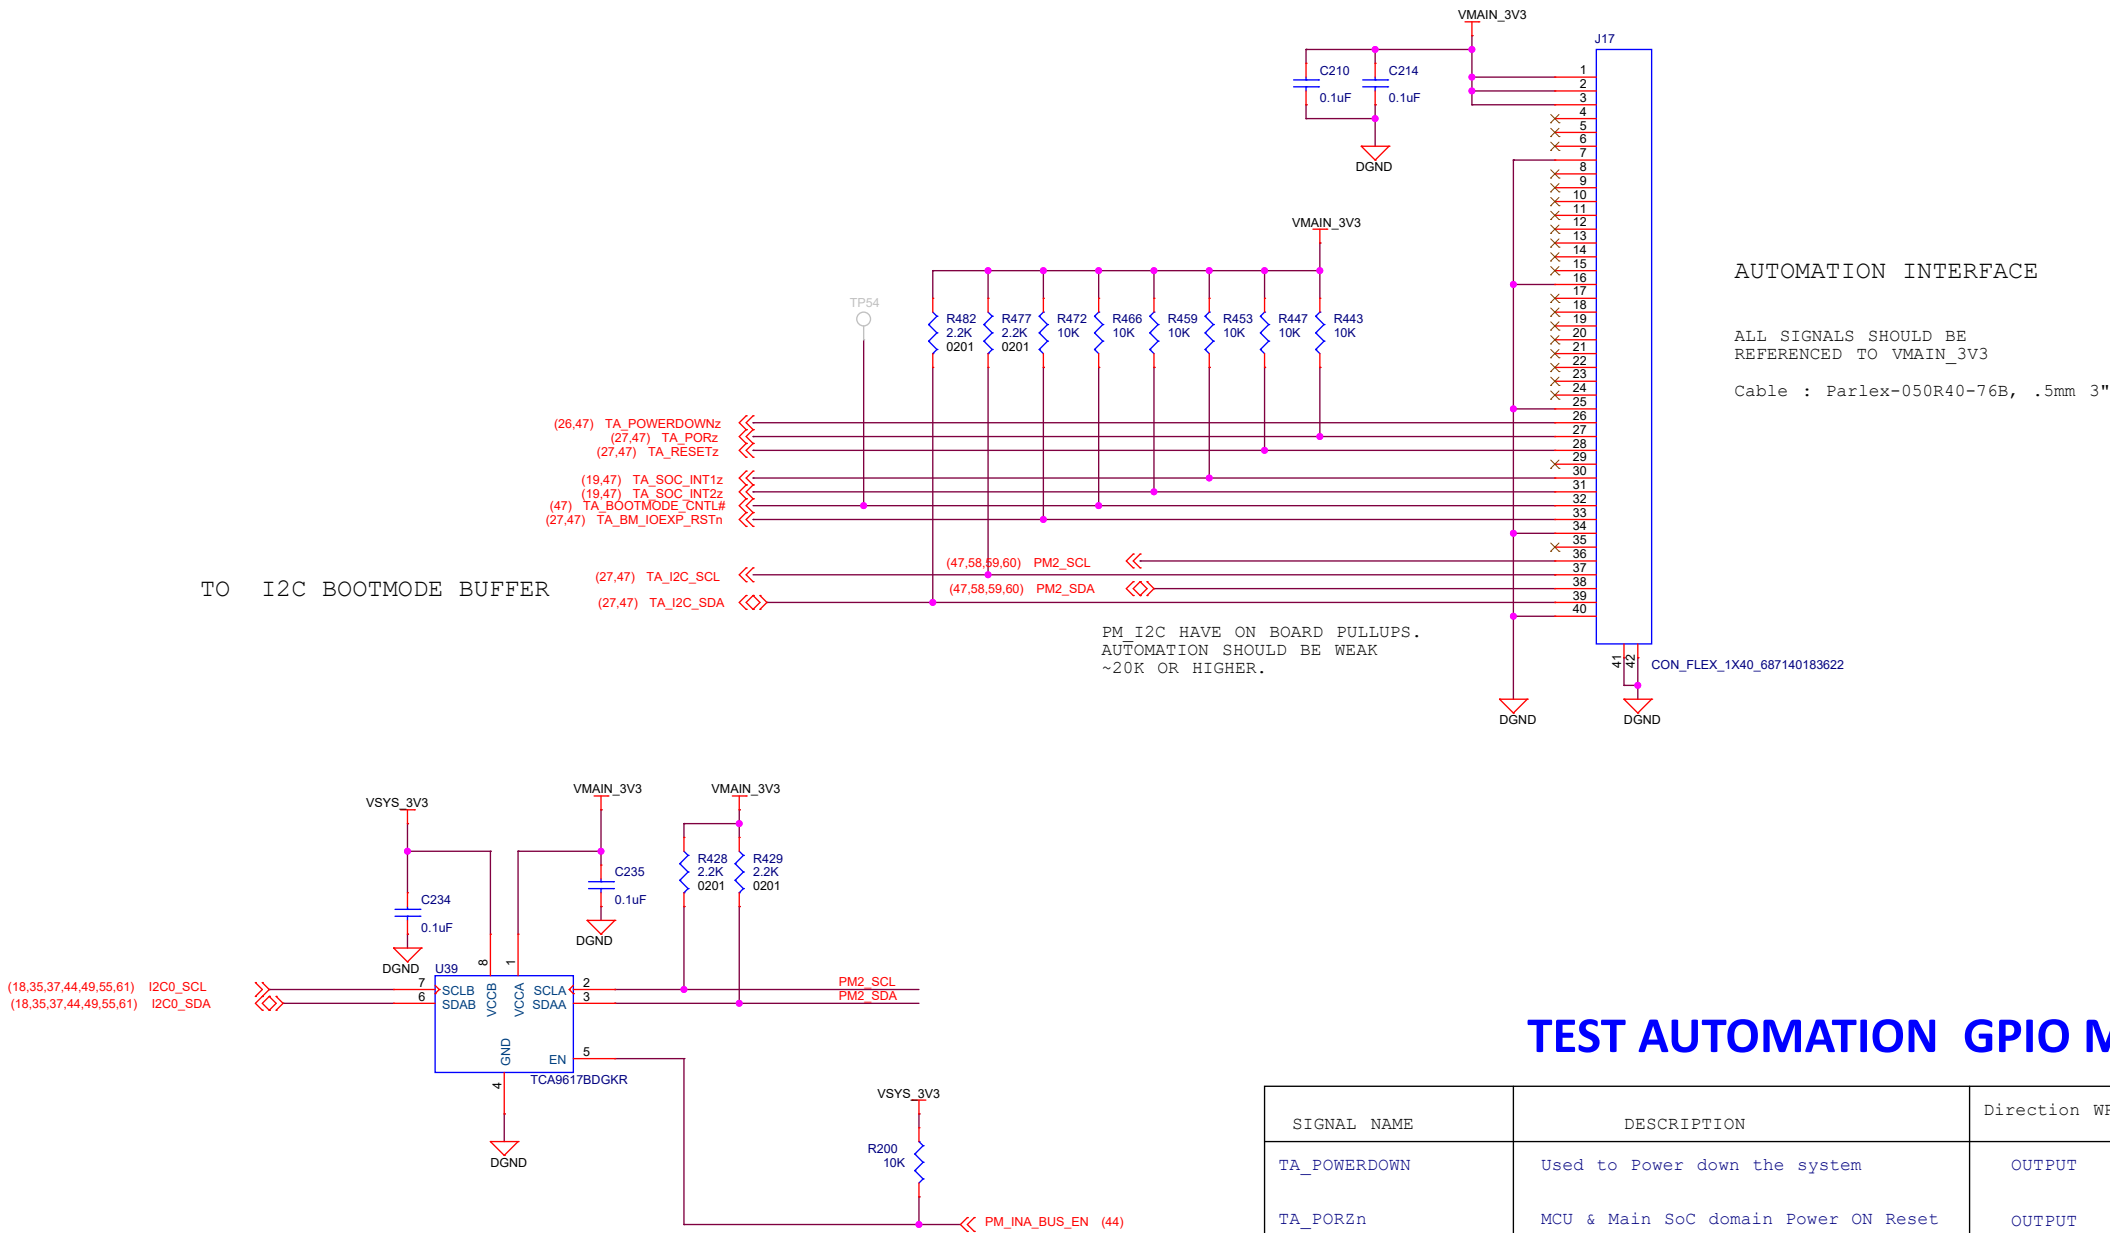 VMAIN_3V3
J17
C210
0.1uF
C214
0.1uF
DGND
1
2
3
4
5
6
7
8
9
10
11
12
13
14
15
16
17
18
19
20
21
22
23
24
25
26
27
28
29
30
31
32
33
34
35
36
37
38
39
40
41
42
CON_FLEX_1X40_687140183622
DGND
DGND
AUTOMATION INTERFACE
ALL SIGNALS SHOULD BE
REFERENCED TO VMAIN_3V3
Cable : Parlex-050R40-76B, .5mm 3"
VMAIN_3V3
TP54
R482
2.2K
0201
R477
2.2K
0201
R472
10K
R466
10K
R459
10K
R453
10K
R447
10K
R443
10K
(26,47) TA_POWERDOWNz
(27,47) TA_PORz
(27,47) TA_RESETz
(19,47) TA_SOC_INT1z
(19,47) TA_SOC_INT2z
(47) TA_BOOTMODE_CNTL#
(27,47) TA_BM_IOEXP_RSTn
(47,58,59,60) PM2_SCL
(27,47) TA_I2C_SCL
(47,58,59,60) PM2_SDA
(27,47) TA_I2C_SDA
TO I2C BOOTMODE BUFFER
PM_I2C HAVE ON BOARD PULLUPS.
AUTOMATION SHOULD BE WEAK
~20K OR HIGHER.
VSYS_3V3
VMAIN_3V3
VMAIN_3V3
C234
0.1uF
DGND
C235
0.1uF
DGND
R428
2.2K
0201
R429
2.2K
0201
U39
8
1
(18,35,37,44,49,55,61) I2C0_SCL
7
SCLB
VCCB
VCCA
SCLA
2
PM2_SCL
(18,35,37,44,49,55,61) I2C0_SDA
6
SDAB
SDAA
3
PM2_SDA
GND
EN
5
4
TCA9617BDGKR
DGND
VSYS_3V3
R200
10K
PM_INA_BUS_EN (44)
TEST AUTOMATION GPIO M
SIGNAL NAME
DESCRIPTION
Direction WR
TA_POWERDOWN
Used to Power down the system
OUTPUT
TA_PORZn
MCU & Main SoC domain Power ON Reset
OUTPUT